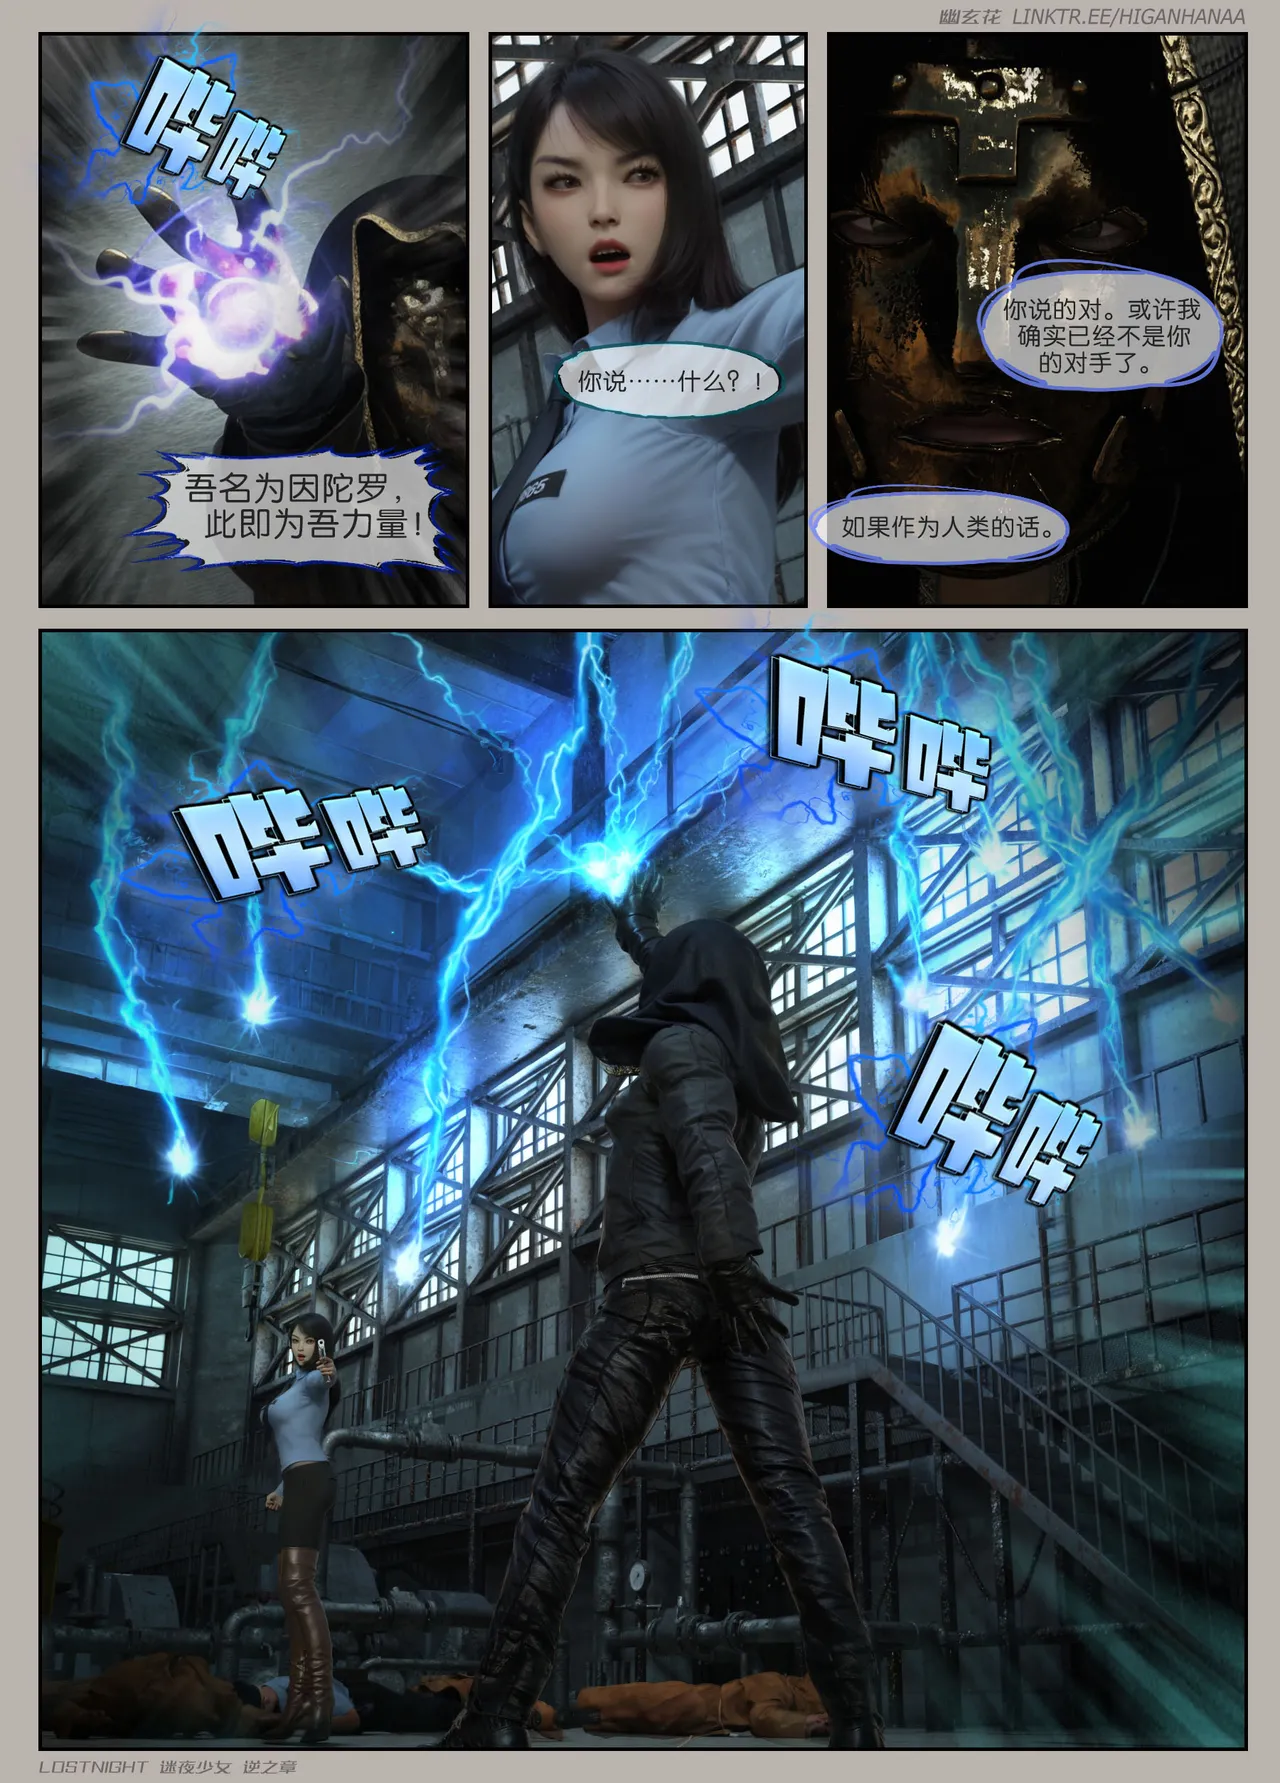 幽玄花 LINKTR.EE/HIGANHANAA
哔哔
吾名为因陀罗，
此即为吾力量！
你说……什么？！
065
你说的对。或许我
确实已经不是你
的对手了。
如果作为人类的话。
哔哔
哔哔
哔哔
LOSTNIGHT 迷夜少女 逆之章